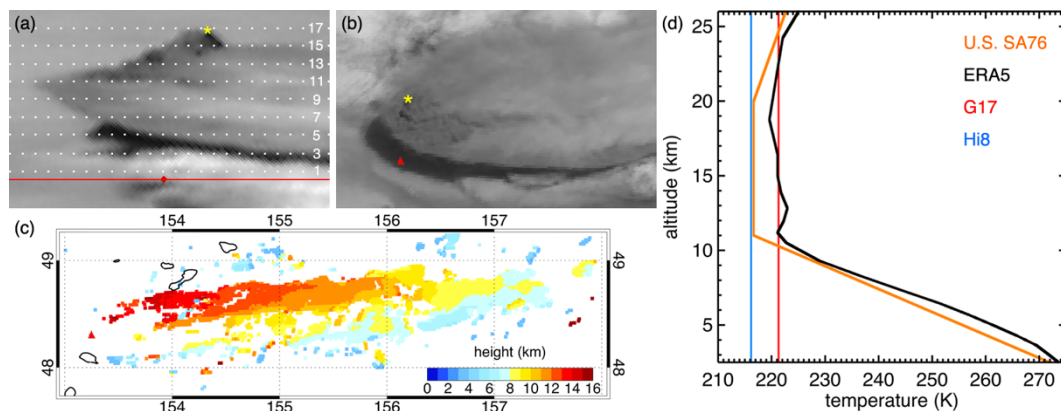 (a)
17
15
13
11
9
7
5
3
1
(b)
154 155 156 157
(c)
49 49
48 48
height (km)
0 2 4 6 8 10 12 14 16
154 155 156 157
(d)
U.S. SA76
ERA5
G17
Hi8
altitude (km)
25
20
15
10
5
210 220 230 240 250 260 270
temperature (K)